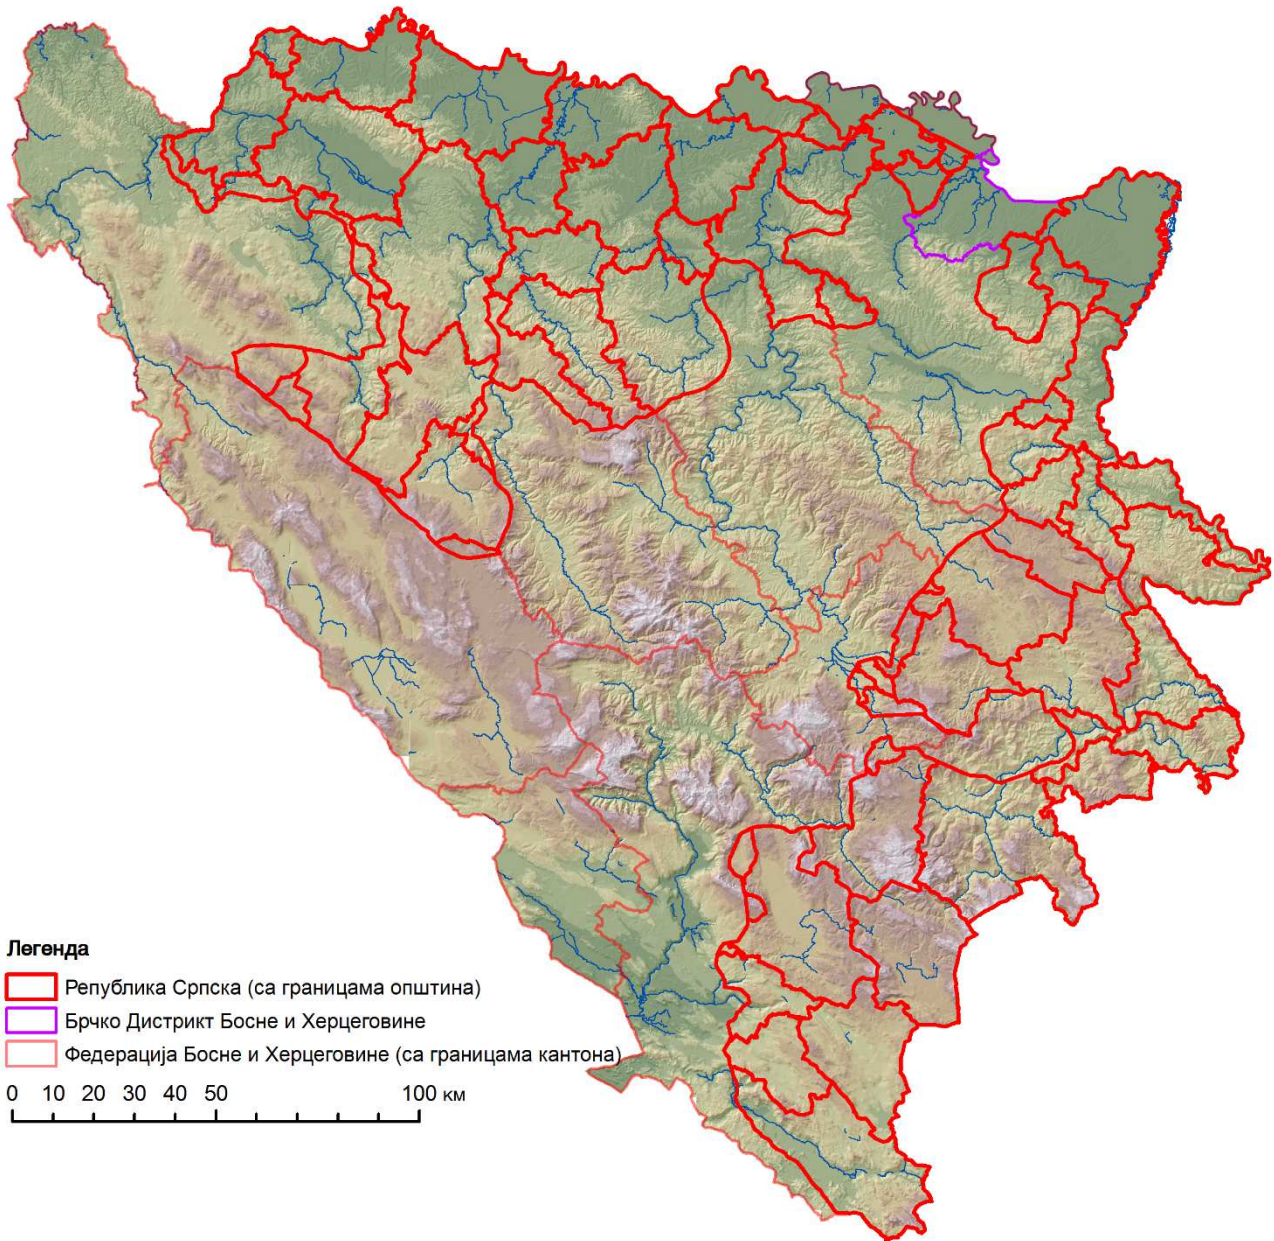 Легенда
Република Српска (са границама општина)
Брчко Дистрикт Босне и Херцеговине
Федерација Босне и Херцеговине (са границама кантона)
0 10 20 30 40 50 100 км